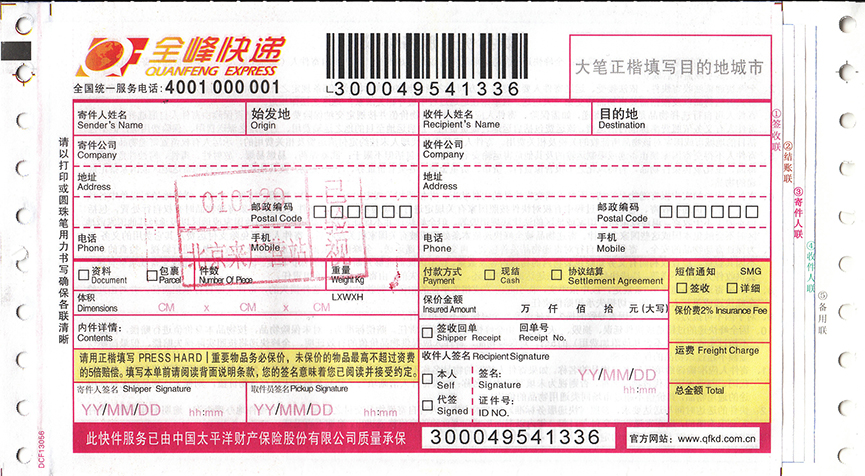 全峰快递
QUANFENG EXPRESS
全国统一服务电话: 4001 000 001
300049541336
大笔正楷填写目的地城市
寄件人姓名
Sender's Name
始发地
Origin
收件人姓名
Recipient's Name
目的地
Destination
寄件公司
Company
收件公司
Company
地址
Address
地址
Address
邮政编码
Postal Code
邮政编码
Postal Code
电话
Phone
手机
Mobile
电话
Phone
手机
Mobile
010180
已验视
资料
Document
包裹
Parcel
件数
Number Of Piece
重量
Weight Kg
付款方式
Payment
现结
Cash
协议结算
Settlement Agreement
短信通知 SMG
签收 详细
体积
Dimensions
CM x CM x CM
LXWXH
保价金额
Insured Amount
万 仟 佰 拾 元(大写)
保价费2% Insurance Fee
内件详情:
Contents
签收回单
Shipper Receipt
回单号
Receipt No.
运费 Freight Charge
请用正楷填写 PRESS HARD | 重要物品务必保价，未保价的物品最高不超过资费
的5倍赔偿。填写本单前请阅读背面说明条款，您的签名意味着您已阅读并接受约定。
收件人签名 Recipient Signature
本人
Self
签名:
Signature
YY/MM/DD
hh:mm
总金额 Total
寄件人签名 Shipper Signature
YY/MM/DD hh:mm
取件员签名 Pickup Signature
YY/MM/DD hh:mm
代签
Signed
证件号:
ID NO.
此快件服务已由中国太平洋财产保险股份有限公司质量承保
300049541336
官方网站: www.qfkd.com.cn
请以打印或圆珠笔用力书写确保各联清晰
DCF13056
①签收联
②结账联
③寄件人联
④收件人联
⑤备用联